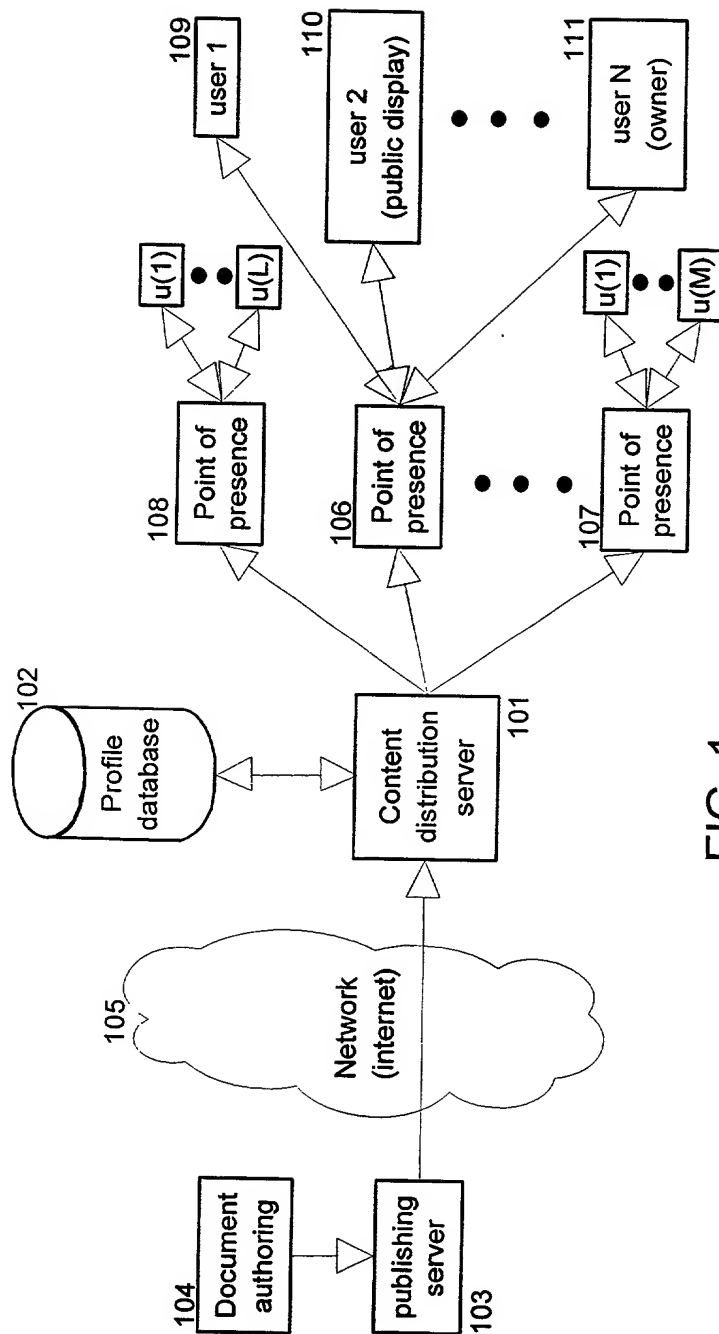 104
Document
authoring
publishing
server
103
105
Network
(internet)
102
Profile
database
Content
distribution
server
101
108
Point of
presence
106
Point of
presence
107
Point of
presence
u(1)
u(L)
109
user 1
110
user 2
(public display)
111
user N
(owner)
u(1)
u(M)
FIG. 1